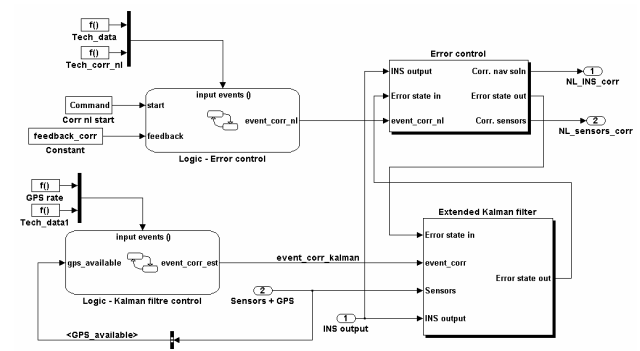 f()
Tech_data
f()
Tech_corr_nl
input events ()
Command
start
Corr nl start
event_corr_nl
feedback_corr
feedback
Constant
Logic - Error control
Error control
INS output
Corr. nav soln
1
NL_INS_corr
Error state in
Error state out
event_corr_nl
Corr. sensors
2
NL_sensors_corr
f()
GPS rate
f()
Tech_data1
input events ()
gps_available
event_corr_est
Logic - Kalman filtre control
event_corr_kalman
2
Sensors + GPS
1
INS output
<GPS_available>
Extended Kalman filter
Error state in
event_corr
Error state out
Sensors
INS output